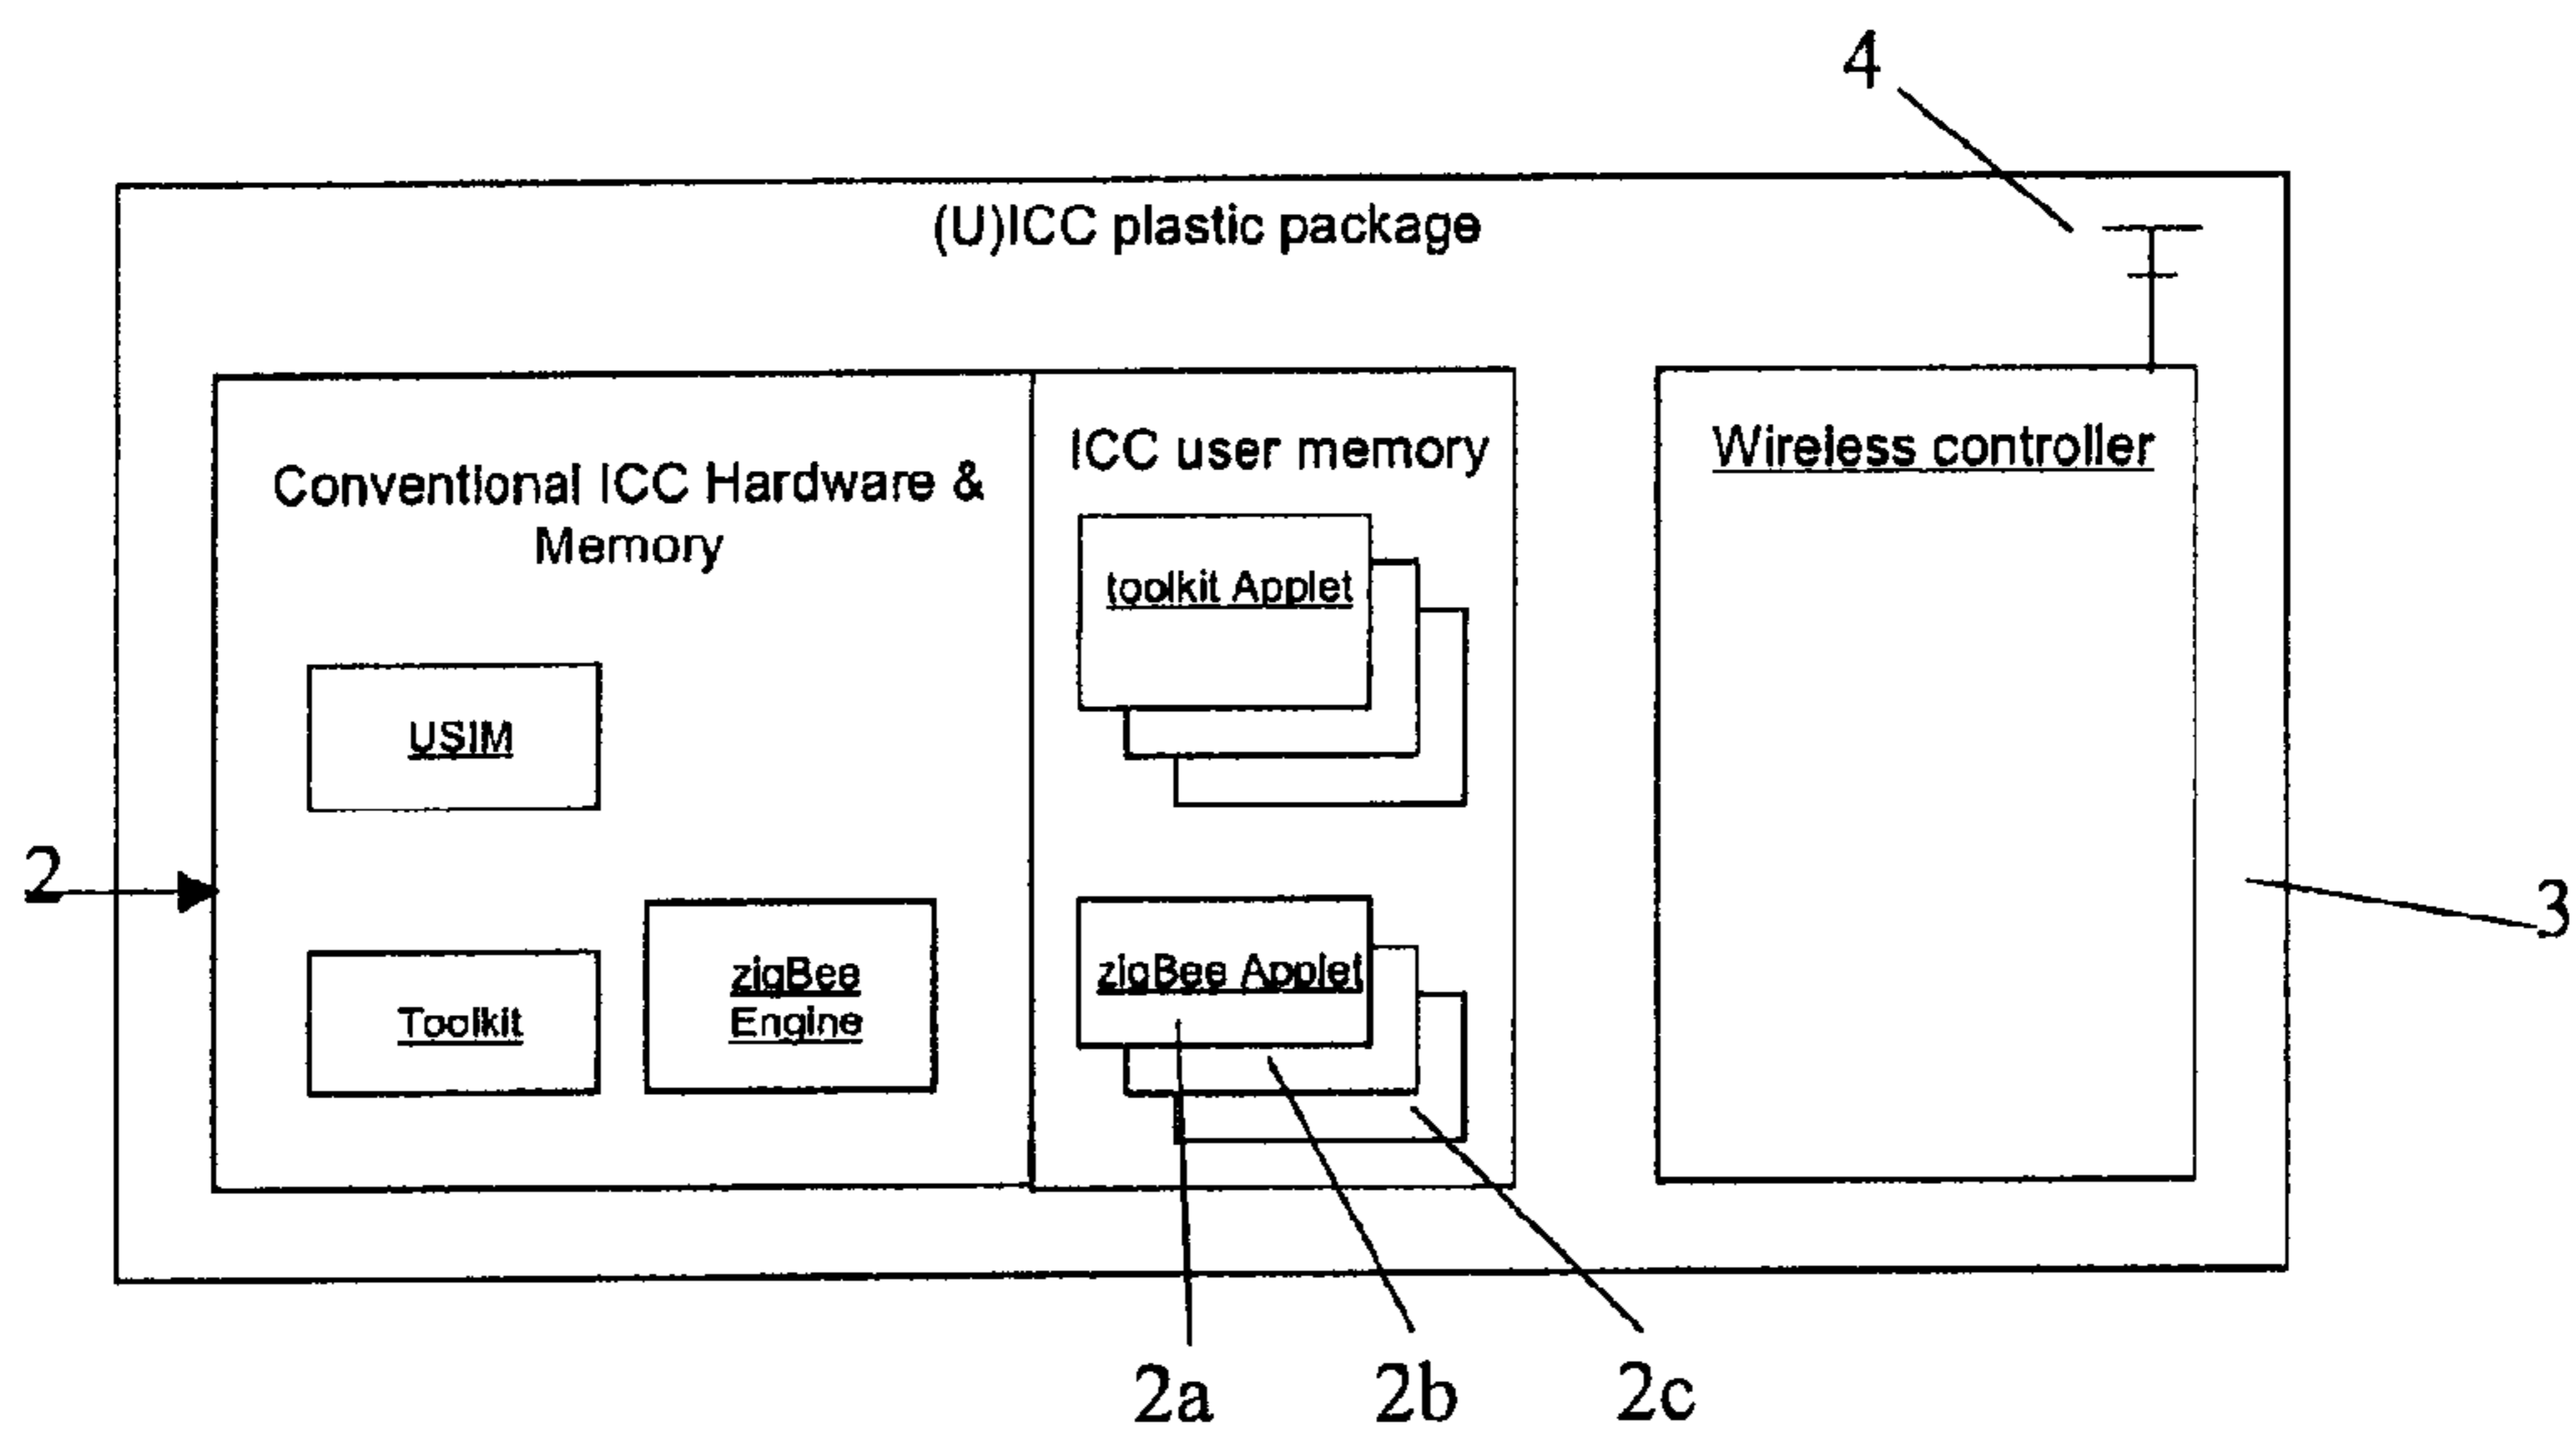 4
(U)ICC plastic package
Conventional ICC Hardware &
Memory
ICC user memory
Wireless controller
toolkit Applet
USIM
2
3
Toolkit
zigBee
Engine
zigBee Applet
2a
2b
2c